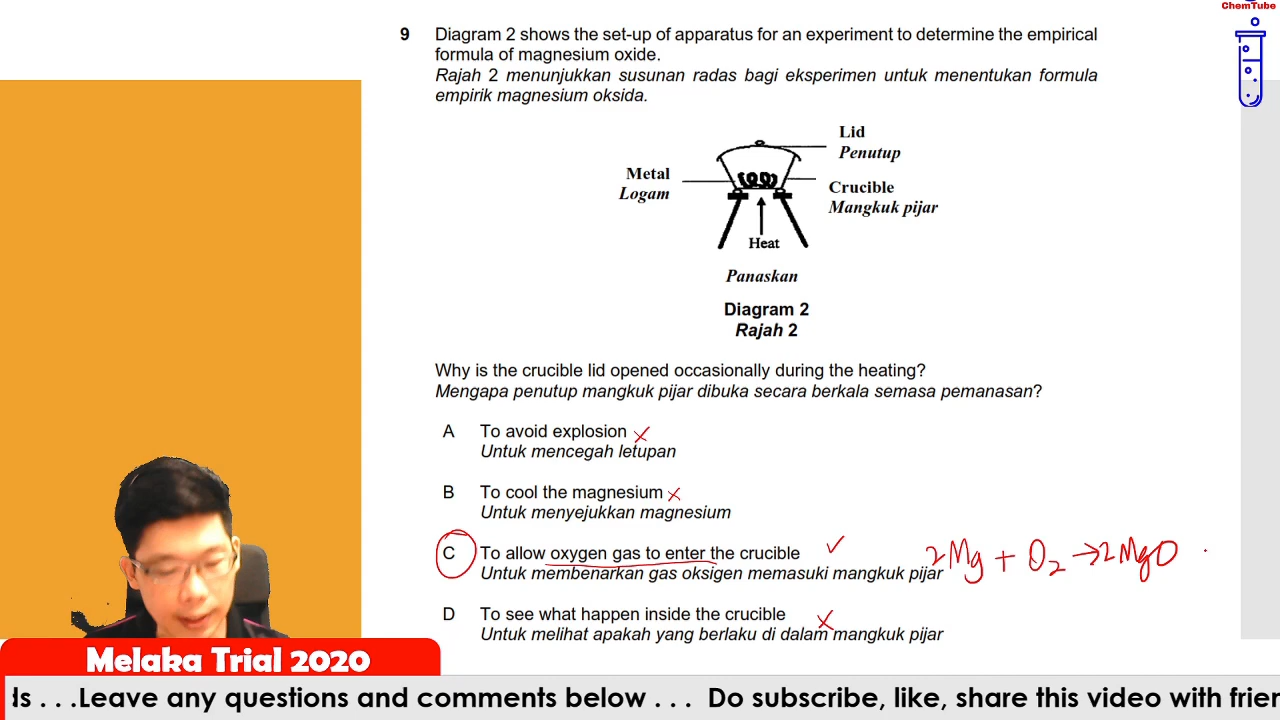 ChemTube
9 Diagram 2 shows the set-up of apparatus for an experiment to determine the empirical
formula of magnesium oxide.
Rajah 2 menunjukkan susunan radas bagi eksperimen untuk menentukan formula
empirik magnesium oksida.
Lid
Penutup
Metal
Logam
Crucible
Mangkuk pijar
Heat
Panaskan
Diagram 2
Rajah 2
Why is the crucible lid opened occasionally during the heating?
Mengapa penutup mangkuk pijar dibuka secara berkala semasa pemanasan?
A To avoid explosion
Untuk mencegah letupan
B To cool the magnesium
Untuk menyejukkan magnesium
C To allow oxygen gas to enter the crucible
Untuk membenarkan gas oksigen memasuki mangkuk pijar
2Mg + O₂ → 2MgO
D To see what happen inside the crucible
Untuk melihat apakah yang berlaku di dalam mangkuk pijar
Melaka Trial 2020
ls . . .Leave any questions and comments below . . . Do subscribe, like, share this video with frien